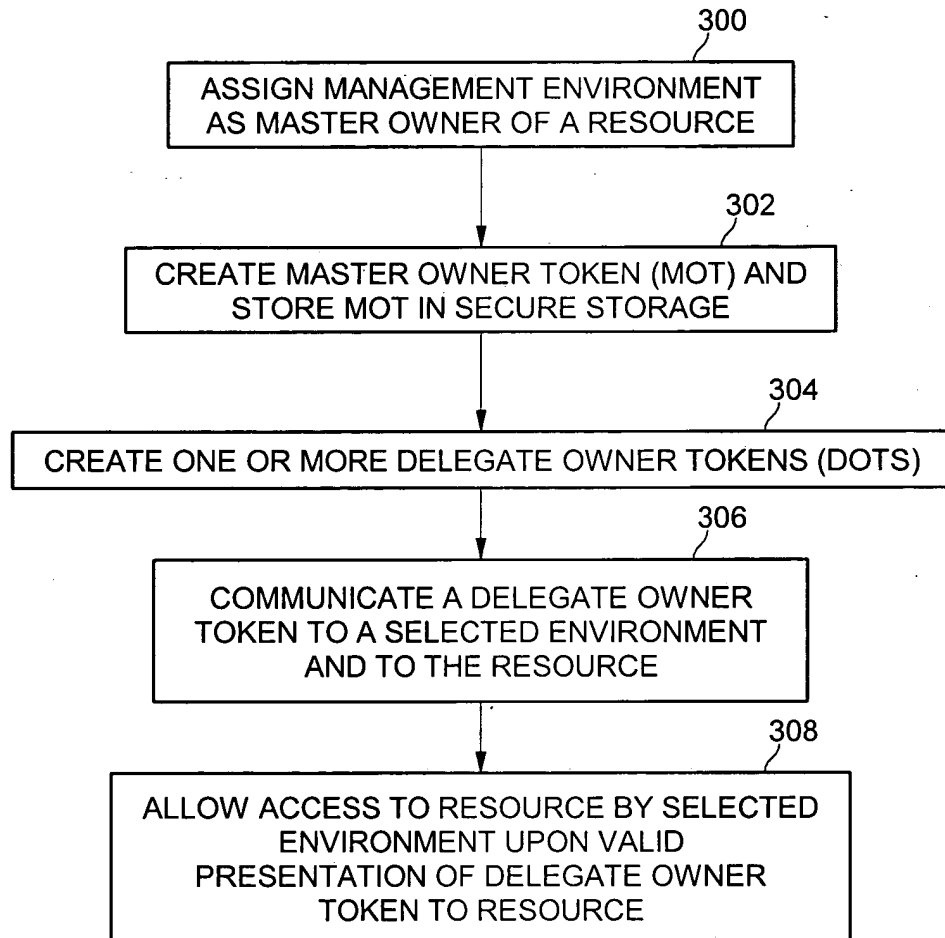 300
ASSIGN MANAGEMENT ENVIRONMENT
AS MASTER OWNER OF A RESOURCE
302
CREATE MASTER OWNER TOKEN (MOT) AND
STORE MOT IN SECURE STORAGE
304
CREATE ONE OR MORE DELEGATE OWNER TOKENS (DOTS)
306
COMMUNICATE A DELEGATE OWNER
TOKEN TO A SELECTED ENVIRONMENT
AND TO THE RESOURCE
308
ALLOW ACCESS TO RESOURCE BY SELECTED
ENVIRONMENT UPON VALID
PRESENTATION OF DELEGATE OWNER
TOKEN TO RESOURCE